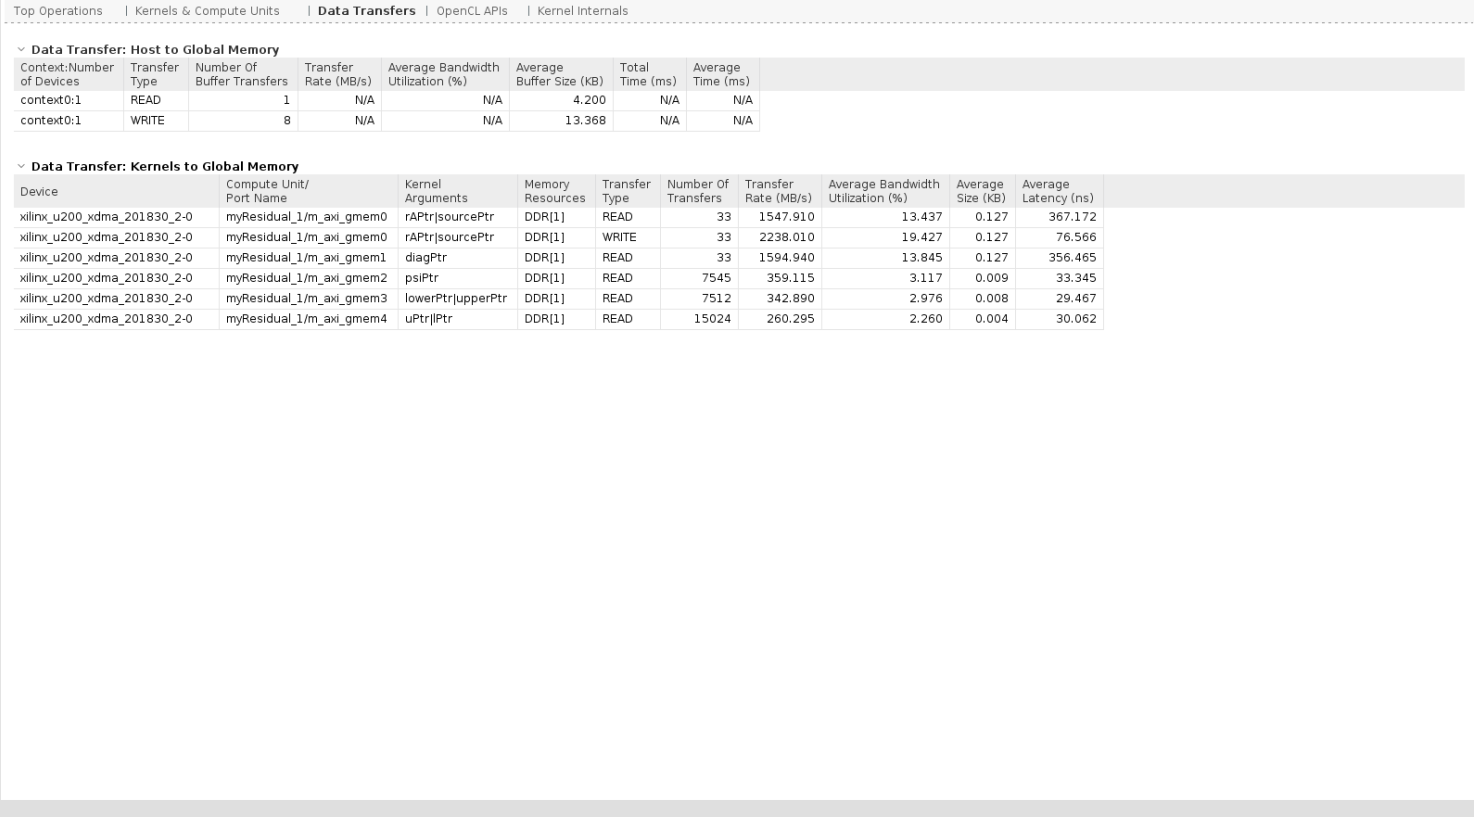 Top Operations | Kernels & Compute Units | Data Transfers | OpenCL APIs | Kernel Internals
Data Transfer: Host to Global Memory
Context:Number Transfer Number Of Transfer Average Bandwidth Average Total Average
of Devices Type Buffer Transfers Rate (MB/s) Utilization (%) Buffer Size (KB) Time (ms) Time (ms)
context0:1 READ 1 N/A N/A 4.200 N/A N/A
context0:1 WRITE 8 N/A N/A 13.368 N/A N/A
Data Transfer: Kernels to Global Memory
Device Compute Unit/ Kernel Memory Transfer Number Of Transfer Average Bandwidth Average Average
Port Name Arguments Resources Type Transfers Rate (MB/s) Utilization (%) Size (KB) Latency (ns)
xilinx_u200_xdma_201830_2-0 myResidual_1/m_axi_gmem0 rAPtr|sourcePtr DDR[1] READ 33 1547.910 13.437 0.127 367.172
xilinx_u200_xdma_201830_2-0 myResidual_1/m_axi_gmem0 rAPtr|sourcePtr DDR[1] WRITE 33 2238.010 19.427 0.127 76.566
xilinx_u200_xdma_201830_2-0 myResidual_1/m_axi_gmem1 diagPtr DDR[1] READ 33 1594.940 13.845 0.127 356.465
xilinx_u200_xdma_201830_2-0 myResidual_1/m_axi_gmem2 psiPtr DDR[1] READ 7545 359.115 3.117 0.009 33.345
xilinx_u200_xdma_201830_2-0 myResidual_1/m_axi_gmem3 lowerPtr|upperPtr DDR[1] READ 7512 342.890 2.976 0.008 29.467
xilinx_u200_xdma_201830_2-0 myResidual_1/m_axi_gmem4 uPtr|lPtr DDR[1] READ 15024 260.295 2.260 0.004 30.062